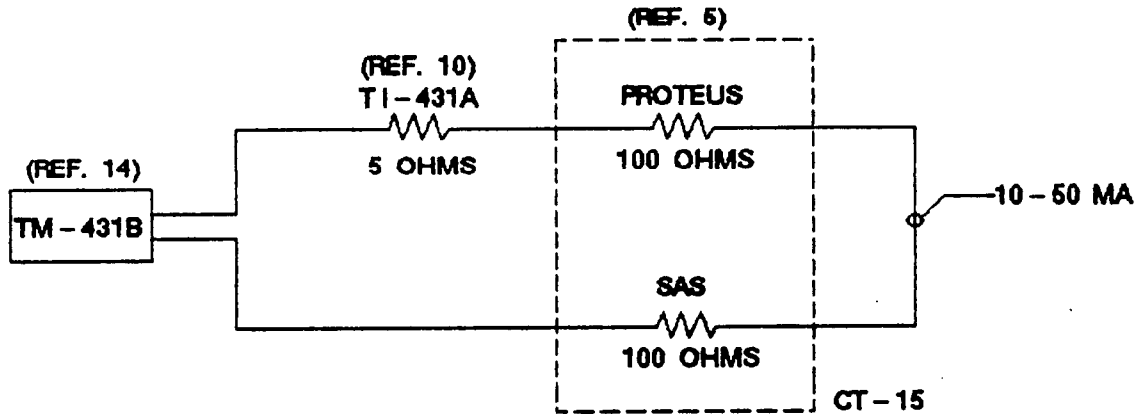 (REF. 5)
(REF. 10)
TI-431A
PROTEUS
5 OHMS
100 OHMS
(REF. 14)
TM-431B
10-50 MA
SAS
100 OHMS
CT-15